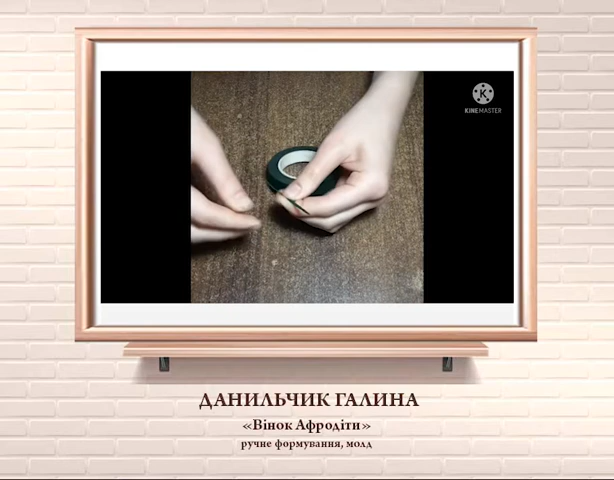 KINEMASTER
ДАНИЛЬЧИК ГАЛИНА
«Вінок Афродіти»
ручне формування, молд